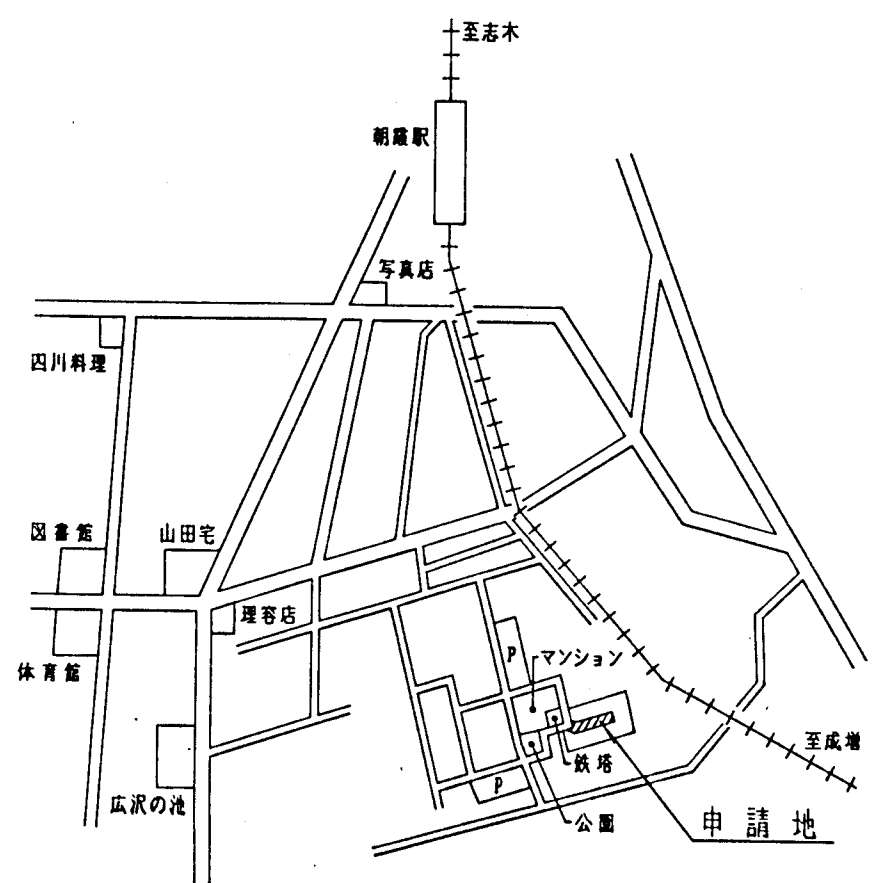 至志木
朝霞駅
写真店
四川料理
図書館
山田宅
理容店
体育館
P
マンション
至成増
鉄塔
広沢の池
P
公園
申請地